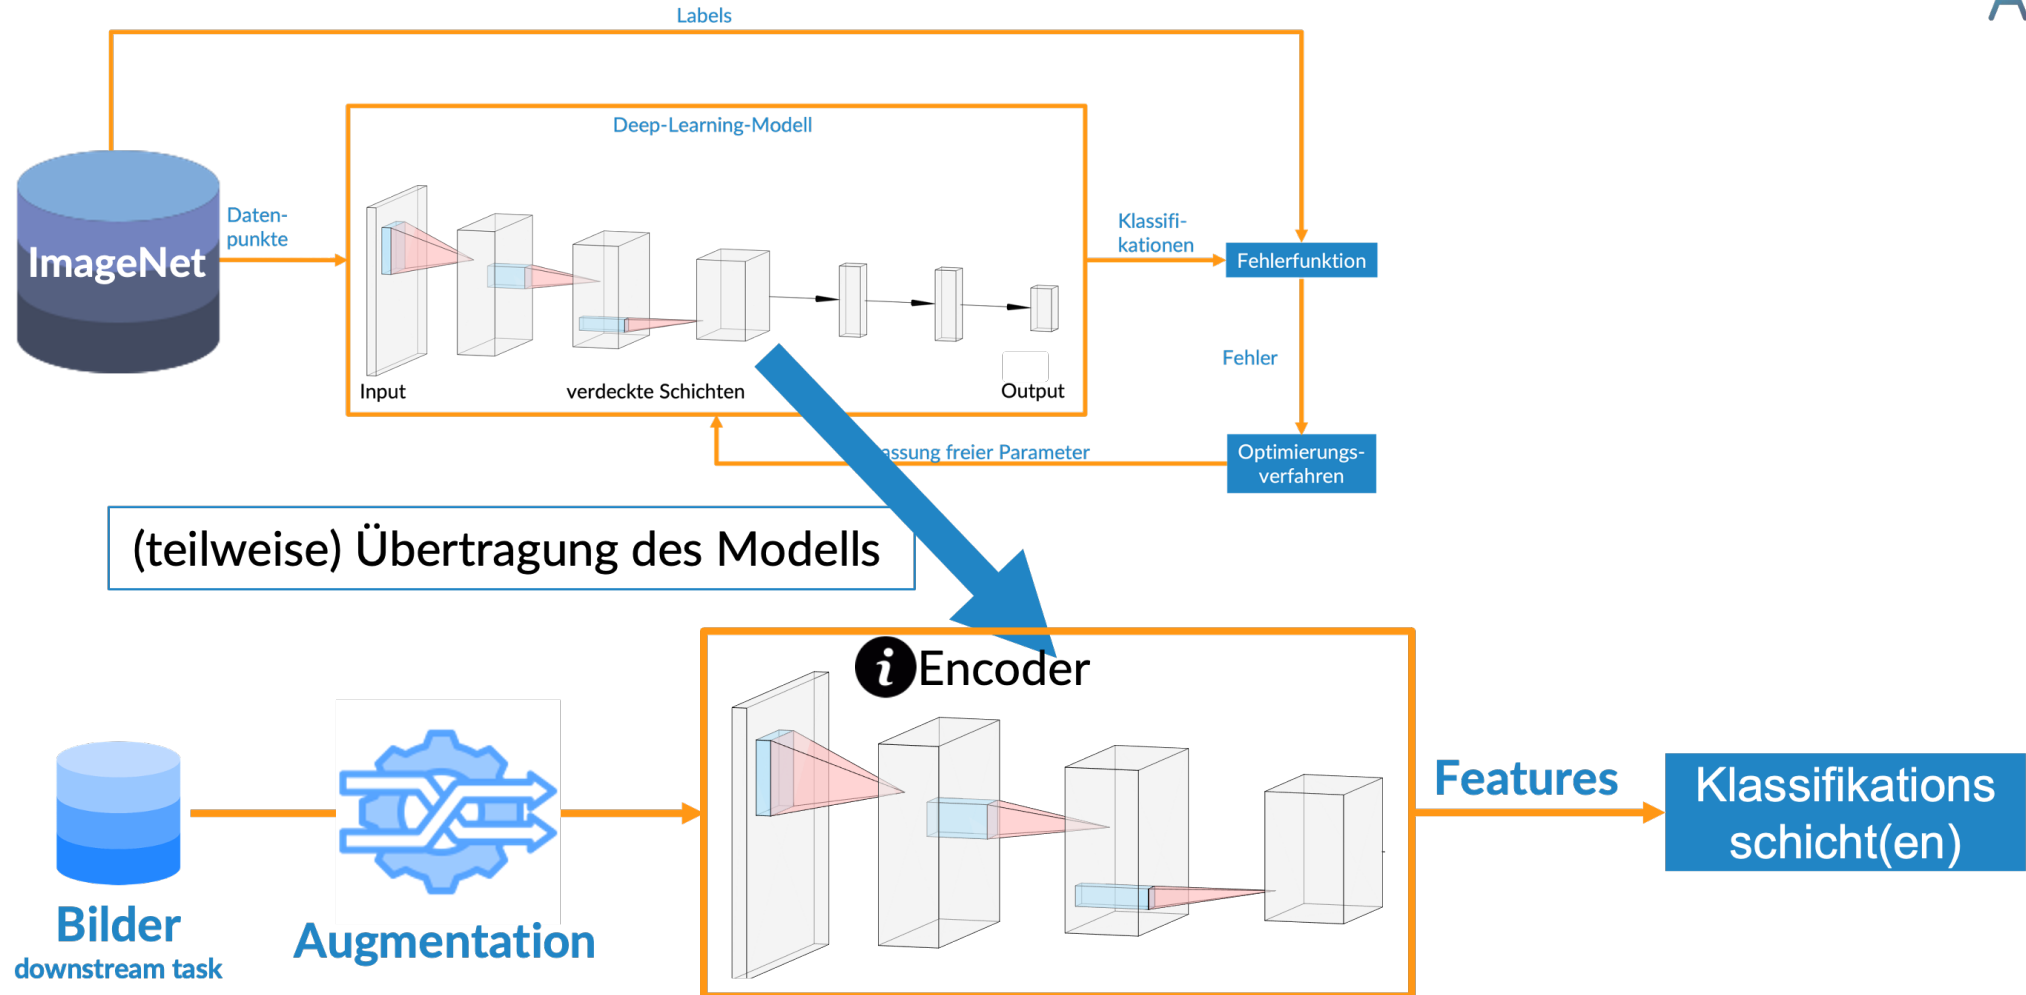 Labels
Deep-Learning-Modell
ImageNet
Daten-
punkte
Klassifi-
kationen
Fehlerfunktion
Input
verdeckte Schichten
Output
Fehler
freier Parameter
Optimierungs-
verfahren
(teilweise) Übertragung des Modells
i Encoder
Features
Klassifikations
schicht(en)
Bilder
downstream task
Augmentation